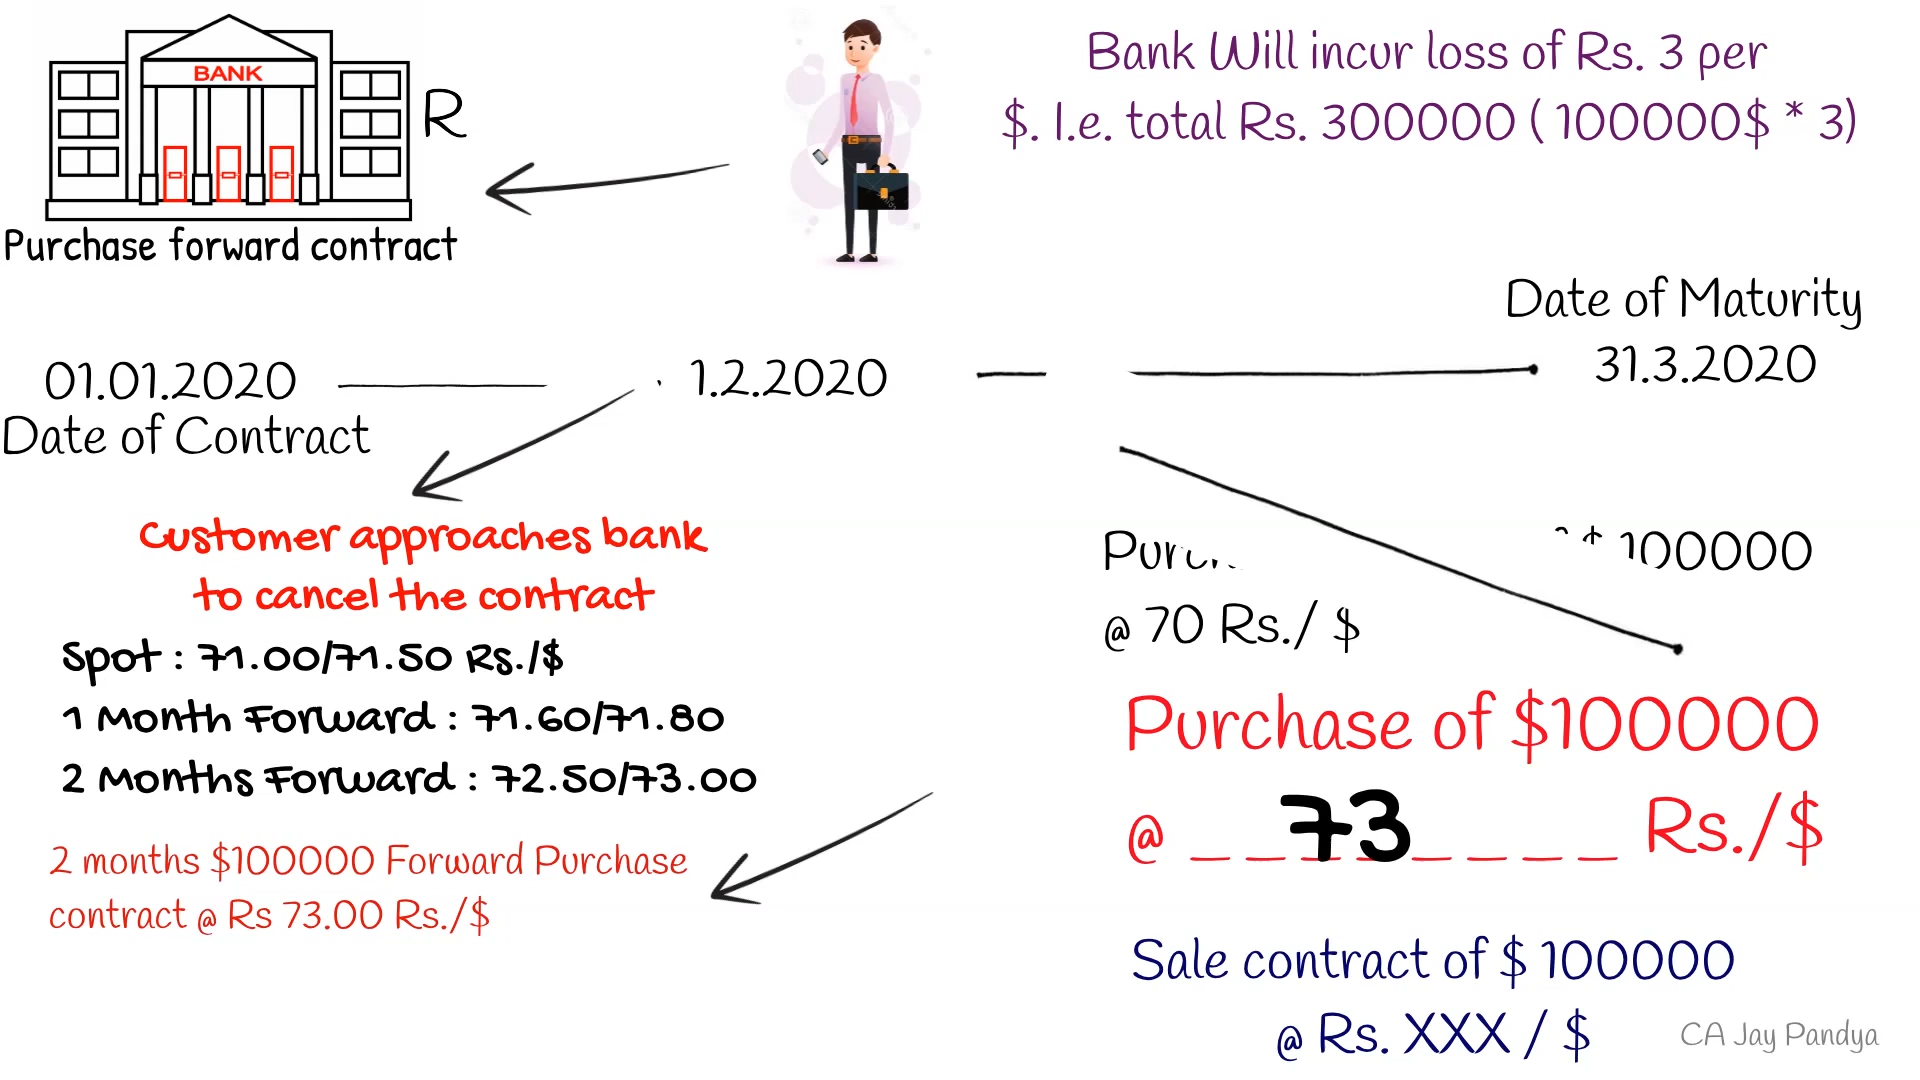 BANK
R
Purchase forward contract
Bank Will incur loss of Rs. 3 per
$. I.e. total Rs. 300000 ( 100000$ * 3)
Date of Maturity
31.3.2020
01.01.2020
1.2.2020
Date of Contract
Customer approaches bank
to cancel the contract
Spot : 71.00/71.50 Rs./$
1 Month Forward : 71.60/71.80
2 Months Forward : 72.50/73.00
2 months $100000 Forward Purchase
contract @ Rs 73.00 Rs./$
100000
@ 70 Rs./ $
Purchase of $100000
@ _ _ 73 _ _ _ _ Rs./$
Sale contract of $ 100000
@ Rs. XXX / $
CA Jay Pandya